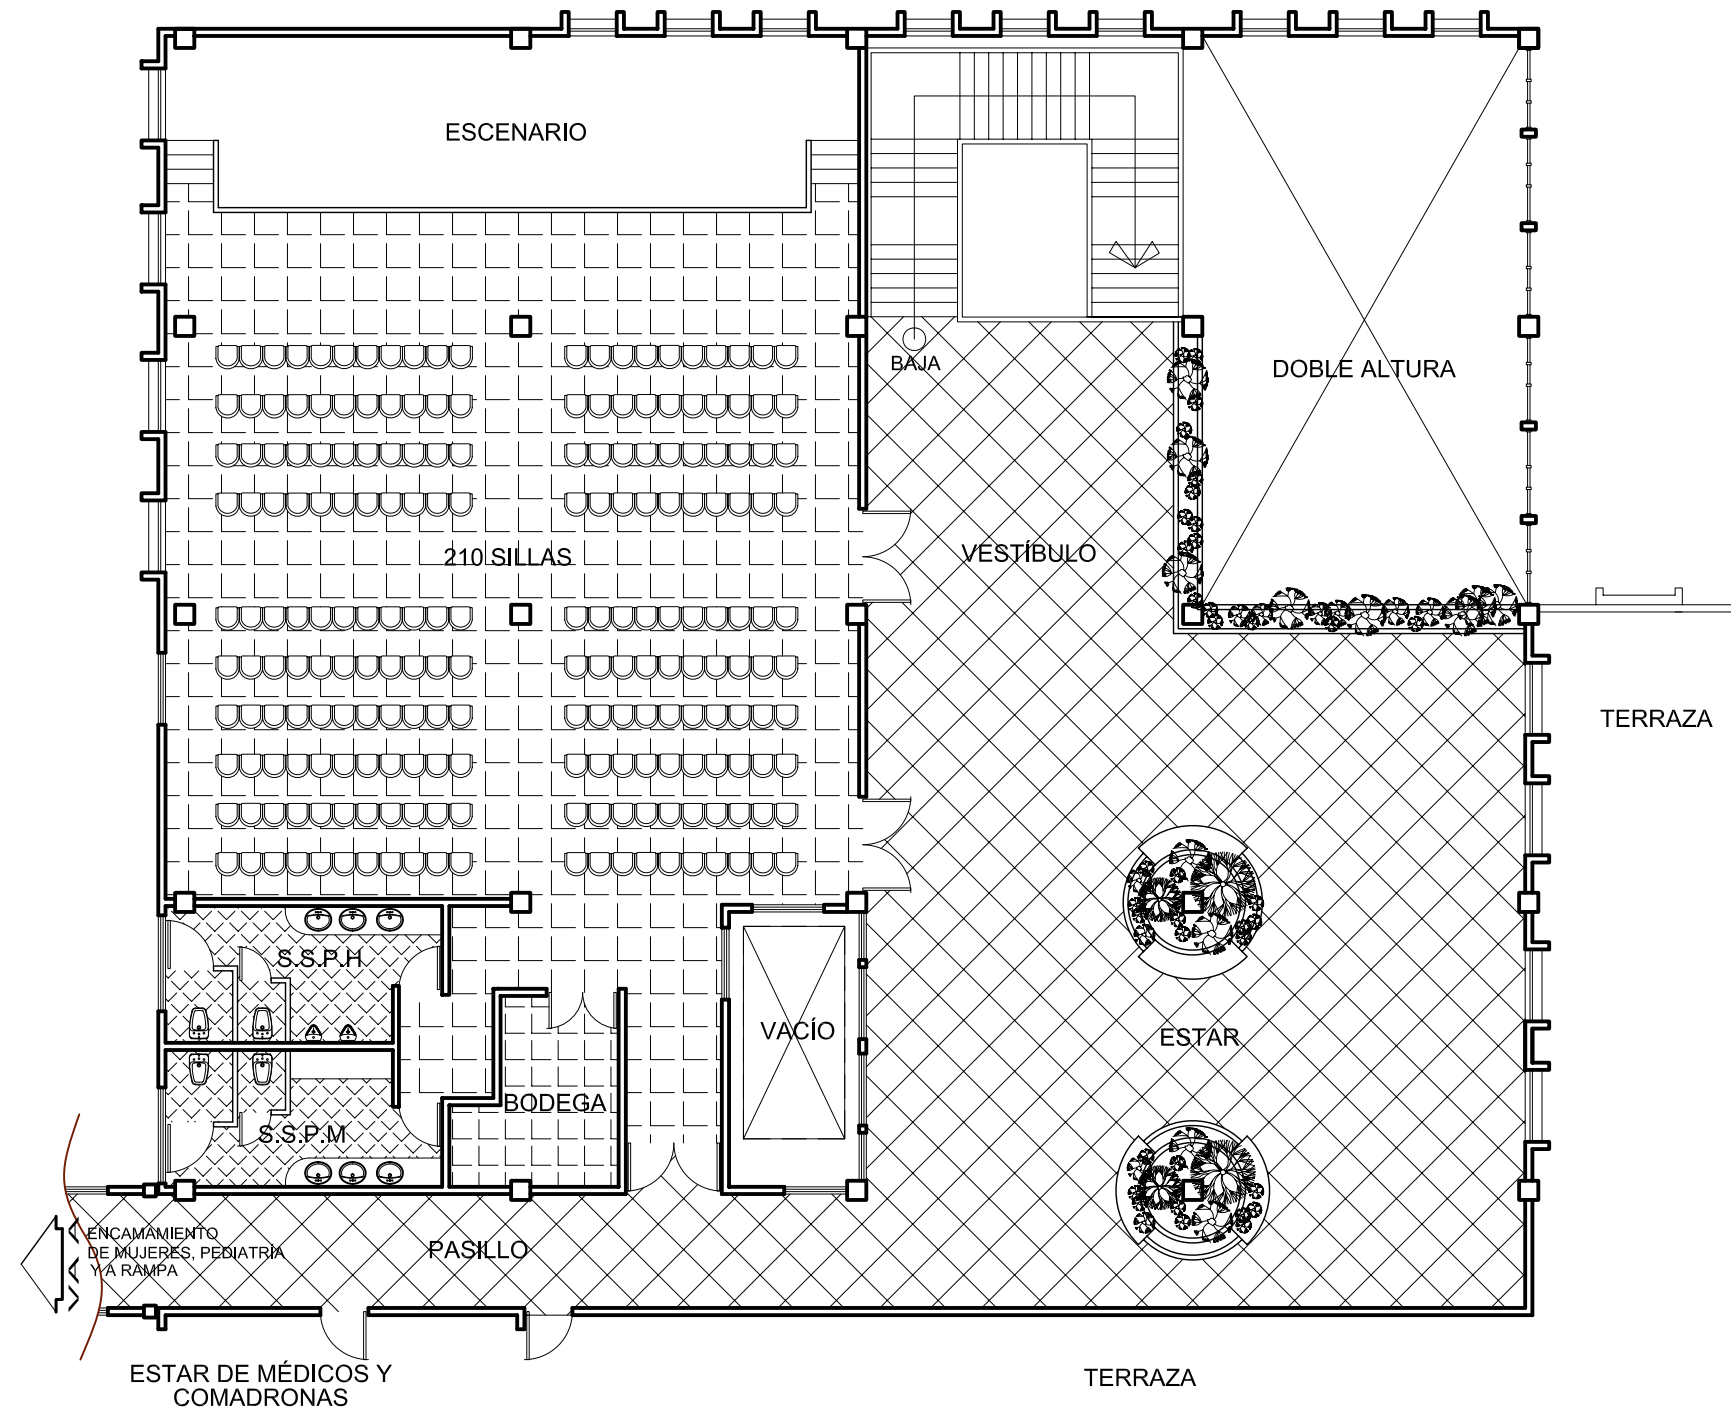 ESCENARIO
BAJA
DOBLE ALTURA
210 SILLAS
VESTÍBULO
TERRAZA
S.S.P.H
VACÍO
ESTAR
BODEGA
S.S.P.M
ENCAMAMIENTO
DE MUJERES, PEDIATRÍA
Y A RAMPA
PASILLO
ESTAR DE MÉDICOS Y
COMADRONAS
TERRAZA